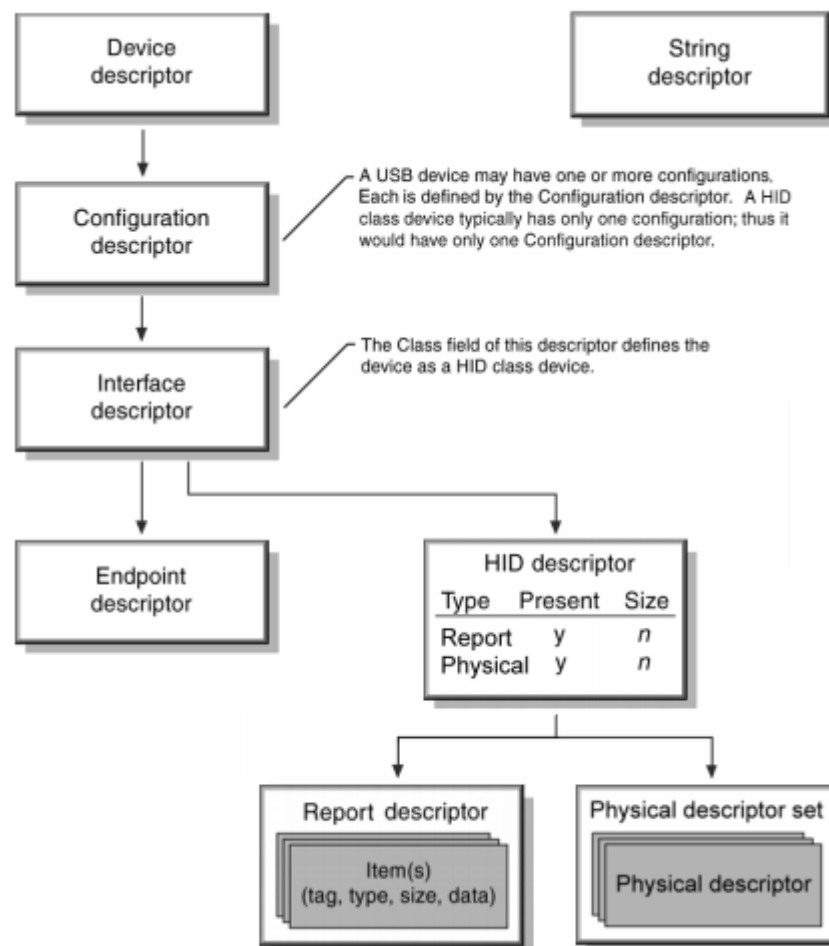 Device
descriptor
String
descriptor
A USB device may have one or more configurations.
Each is defined by the Configuration descriptor. A HID
class device typically has only one configuration; thus it
would have only one Configuration descriptor.
Configuration
descriptor
The Class field of this descriptor defines the
device as a HID class device.
Interface
descriptor
Endpoint
descriptor
HID descriptor
Type Present Size
Report y n
Physical y n
Report descriptor
Item(s)
(tag, type, size, data)
Physical descriptor set
Physical descriptor